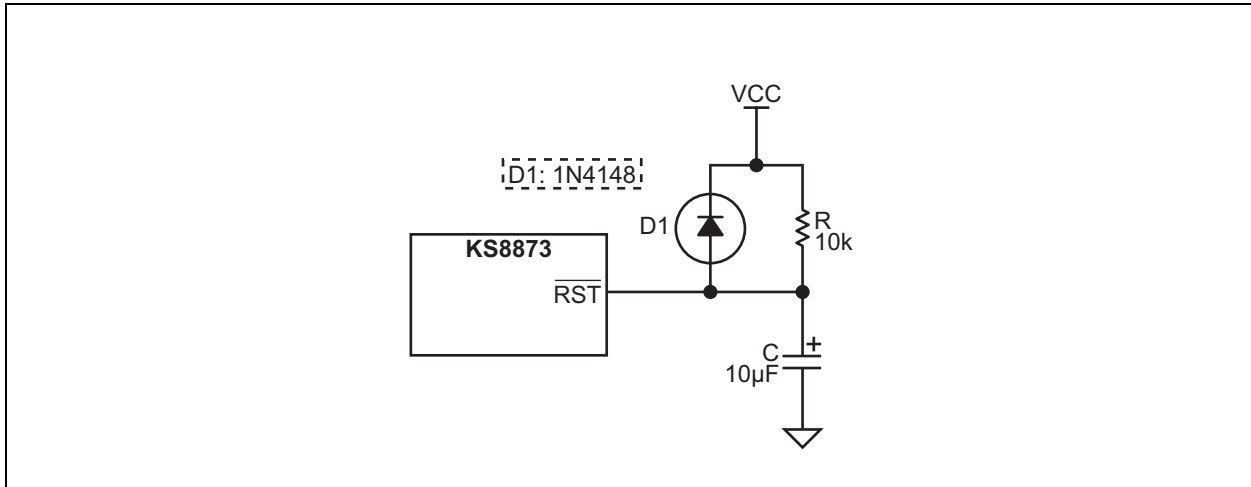 VCC
D1: 1N4148
D1
R
10k
KS8873
RST
C
+
10µF